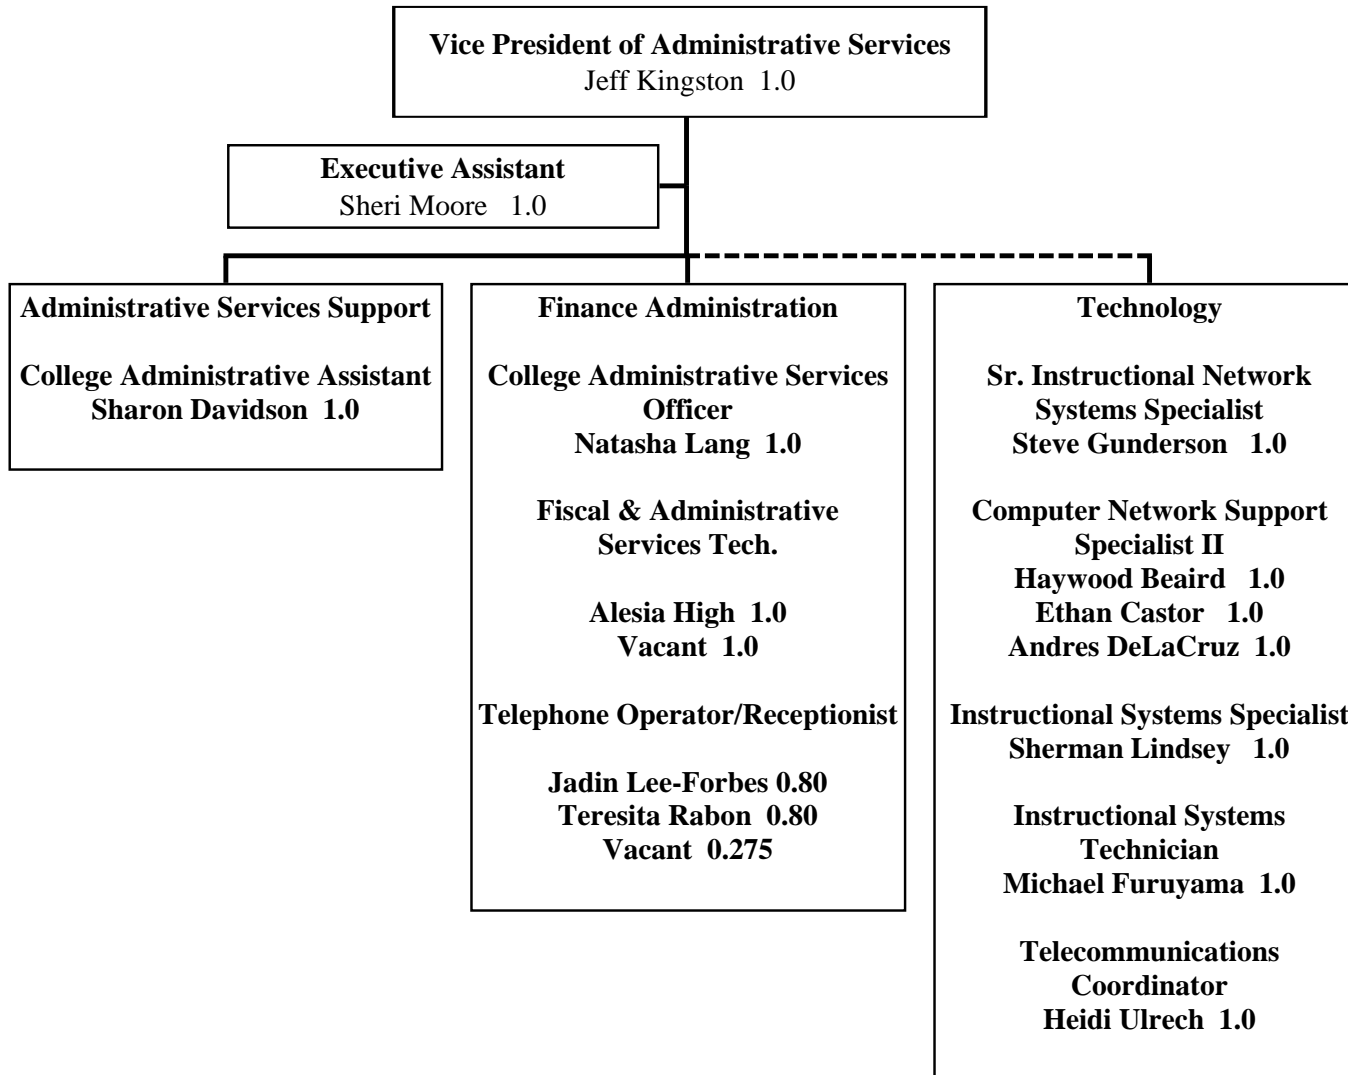 Vice President of Administrative Services
Jeff Kingston 1.0
Executive Assistant
Sheri Moore 1.0
Administrative Services Support
College Administrative Assistant
Sharon Davidson 1.0
Finance Administration
College Administrative Services
Officer
Natasha Lang 1.0
Fiscal & Administrative
Services Tech.
Alesia High 1.0
Vacant 1.0
Telephone Operator/Receptionist
Jadin Lee-Forbes 0.80
Teresita Rabon 0.80
Vacant 0.275
Technology
Sr. Instructional Network
Systems Specialist
Steve Gunderson 1.0
Computer Network Support
Specialist II
Haywood Beaird 1.0
Ethan Castor 1.0
Andres DeLaCruz 1.0
Instructional Systems Specialist
Sherman Lindsey 1.0
Instructional Systems
Technician
Michael Furuyama 1.0
Telecommunications
Coordinator
Heidi Ulrech 1.0